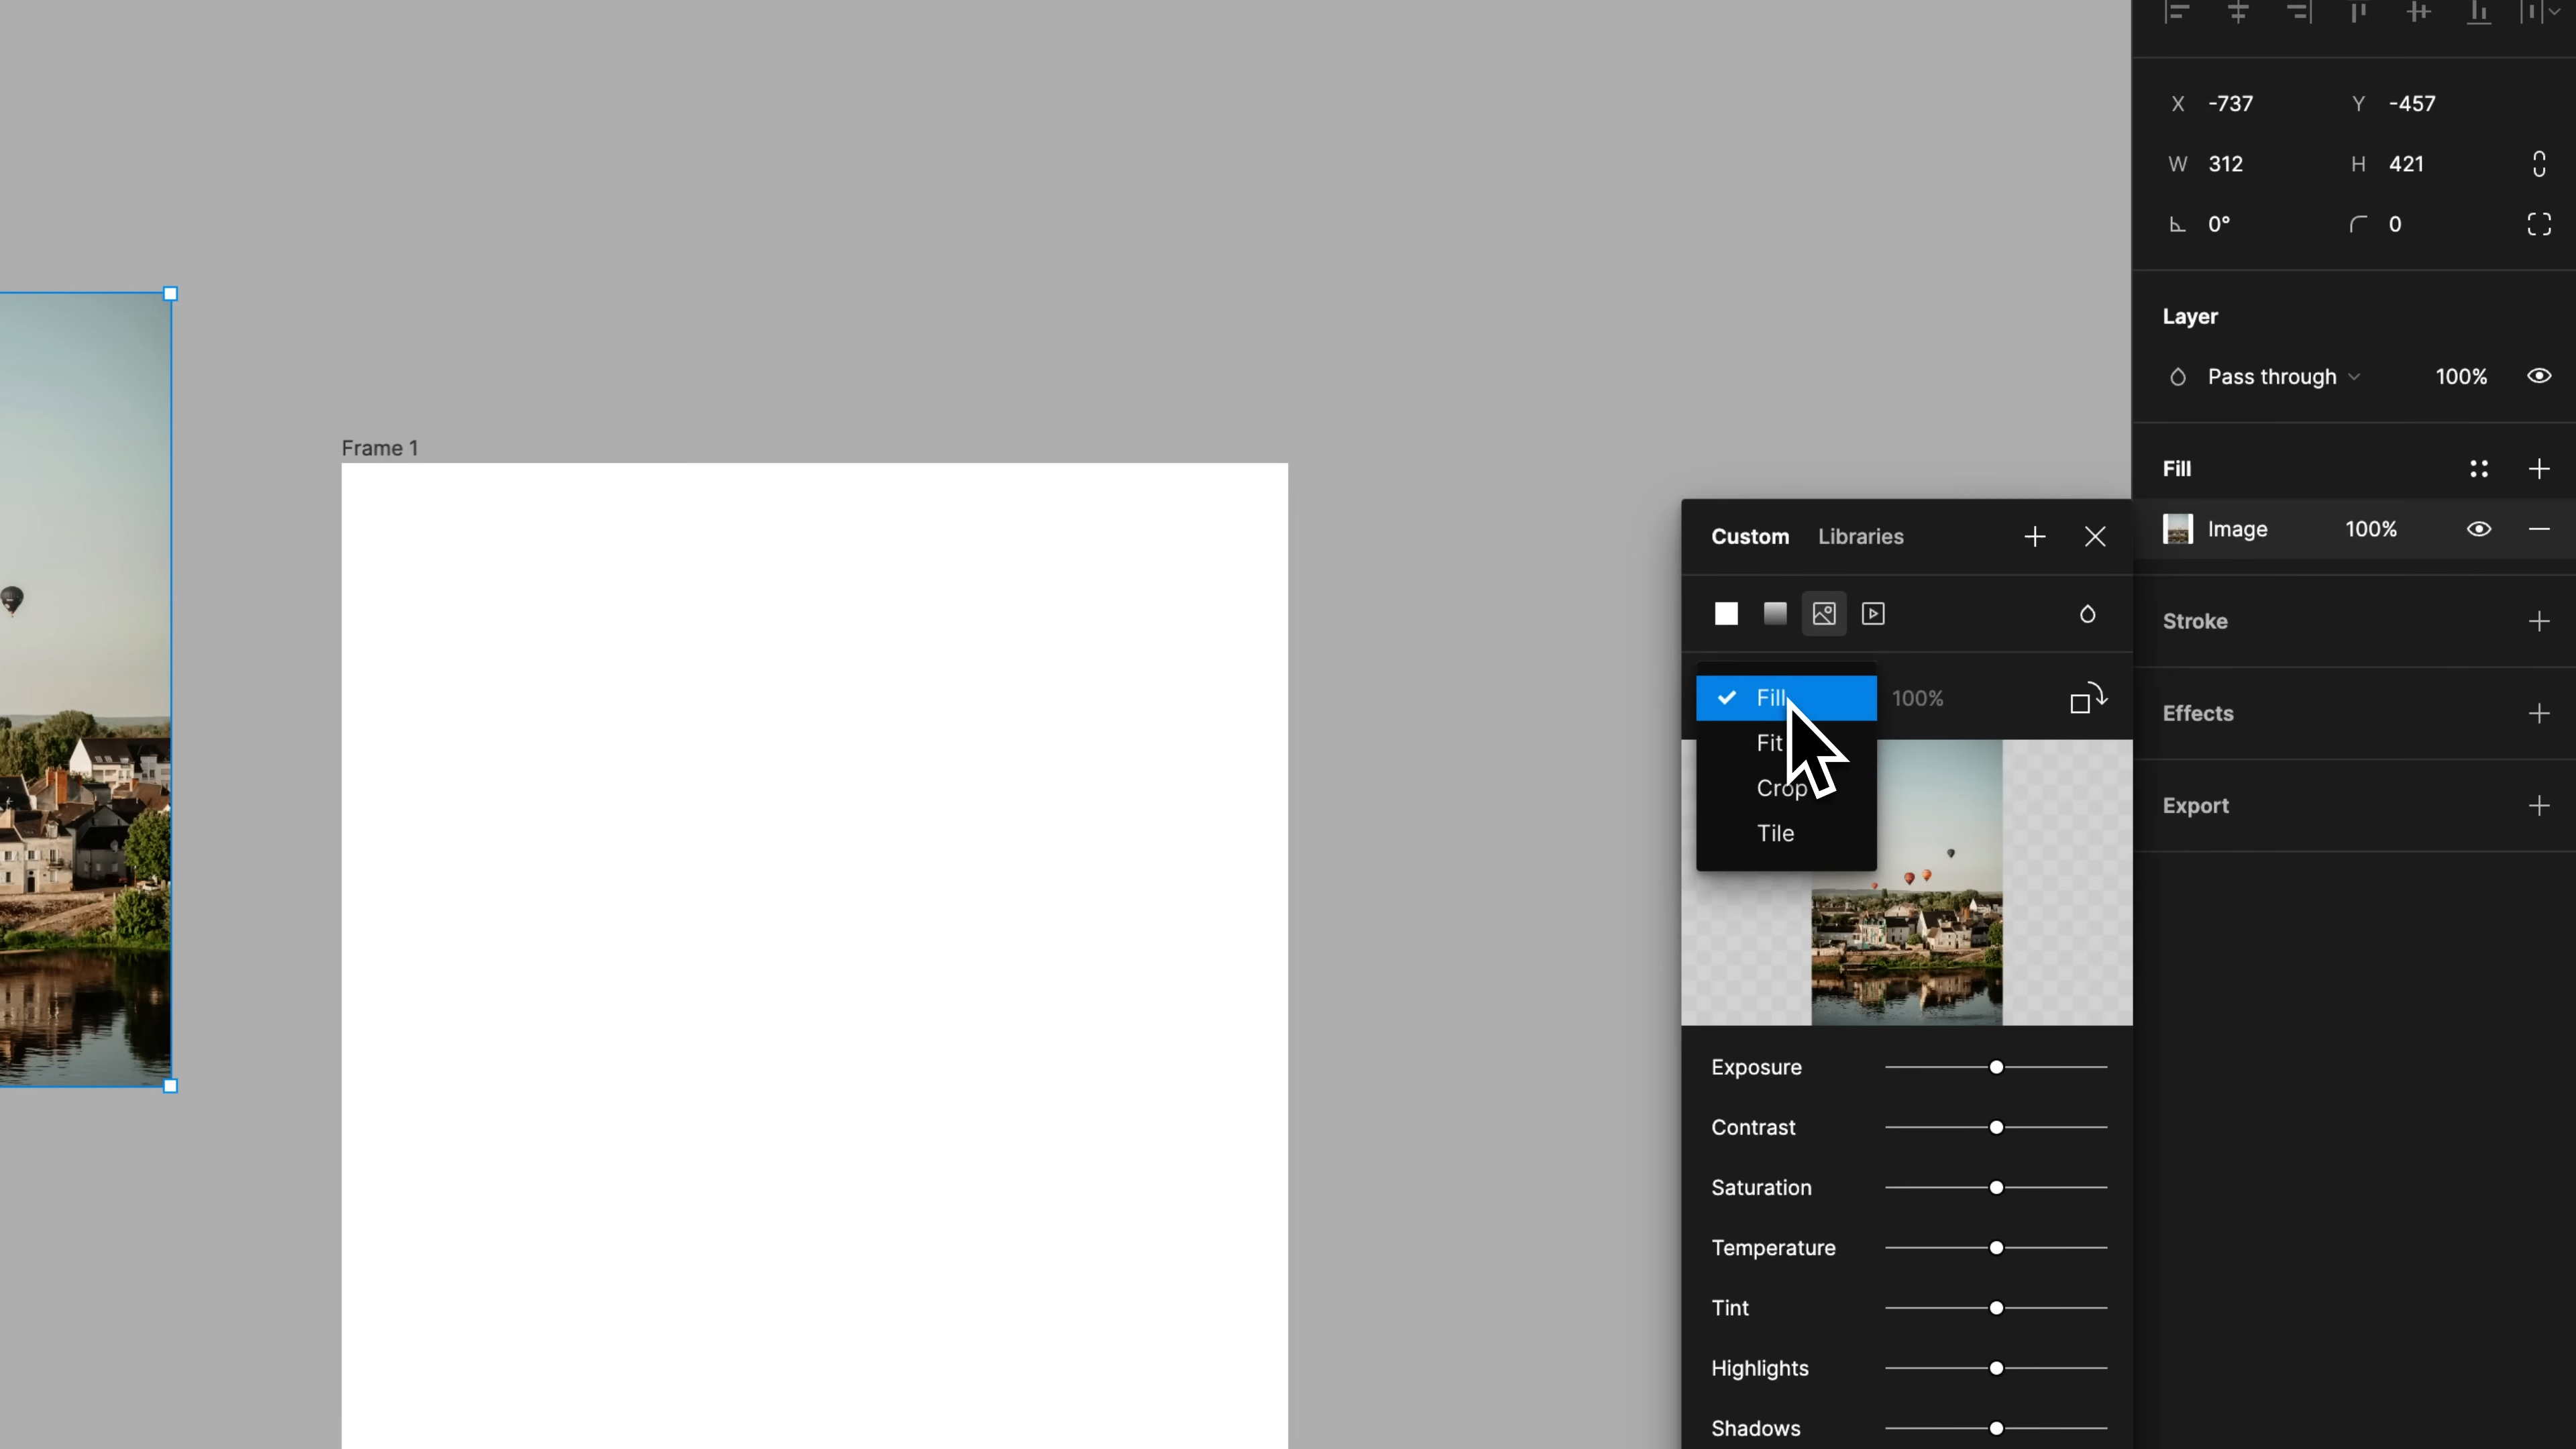 X -737 Y -457
W 312 H 421
0° 0
Layer
Pass through 100%
Frame 1
Fill
Image 100%
Custom Libraries
Stroke
Fill 100%
Fit
Crop
Tile
Effects
Export
Exposure
Contrast
Saturation
Temperature
Tint
Highlights
Shadows